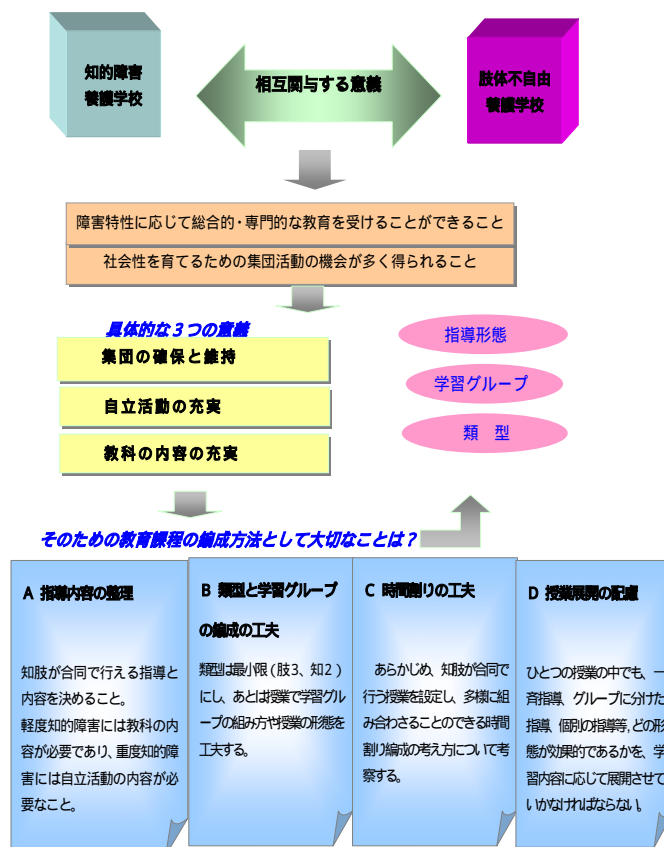 知的障害
養護学校
相互関与する意義
肢体不自由
養護学校
障害特性に応じて総合的・専門的な教育を受けることができること
社会性を育てるための集団活動の機会が多く得られること
具体的な３つの意義
集団の確保と維持
自立活動の充実
教科の内容の充実
指導形態
学習グループ
類　型
そのための教育課程の編成方法として大切なことは？
A 指導内容の整理
知肢が合同で行える指導と
内容を決めること。
軽度知的障害には教科の内
容が必要であり、重度知的障
害には自立活動の内容が必
要なこと。
B 類型と学習グループ
の編成の工夫
類型は最小限（肢３、知２）
にし、あとは授業で学習グル
ープの組み方や授業の形態を
工夫する。
C 時間割りの工夫
あらかじめ、知肢が合同で
行う授業を設定し、多様に組
み合わさることのできる時間
割り編成の考え方について考
察する。
D 授業展開の配慮
ひとつの授業の中でも、一
斉指導、グループに分けた
指導、個別の指導等，どの形
態が効果的であるかを、学
習内容に応じて展開させて
いかなければならない。